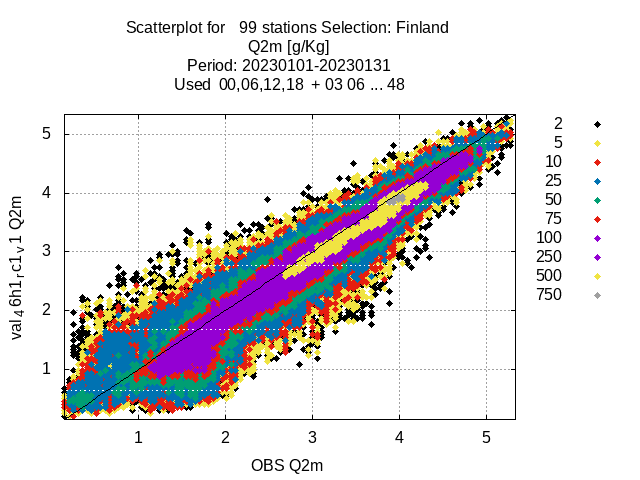 Scatterplot for   99 stations Selection: Finland
Q2m [g/Kg]
Period: 20230101-20230131
Used  00,06,12,18  + 03 06 ... 48
val₄6h1ᵣc1ᵥ1 Q2m
5
4
3
2
1
1 2 3 4 5
OBS Q2m
2
5
10
25
50
75
100
250
500
750